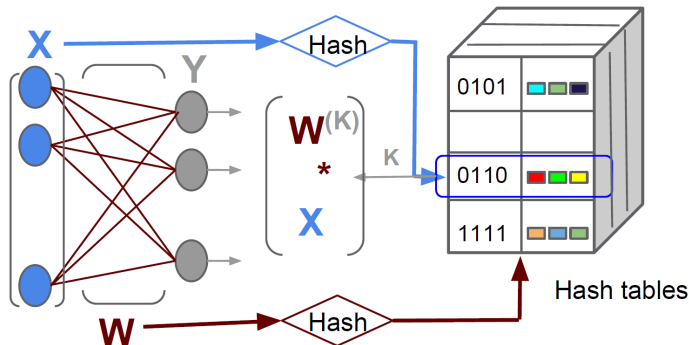 X
Hash
Y
W(K)
*
X
K
0101
0110
1111
W
Hash
Hash tables